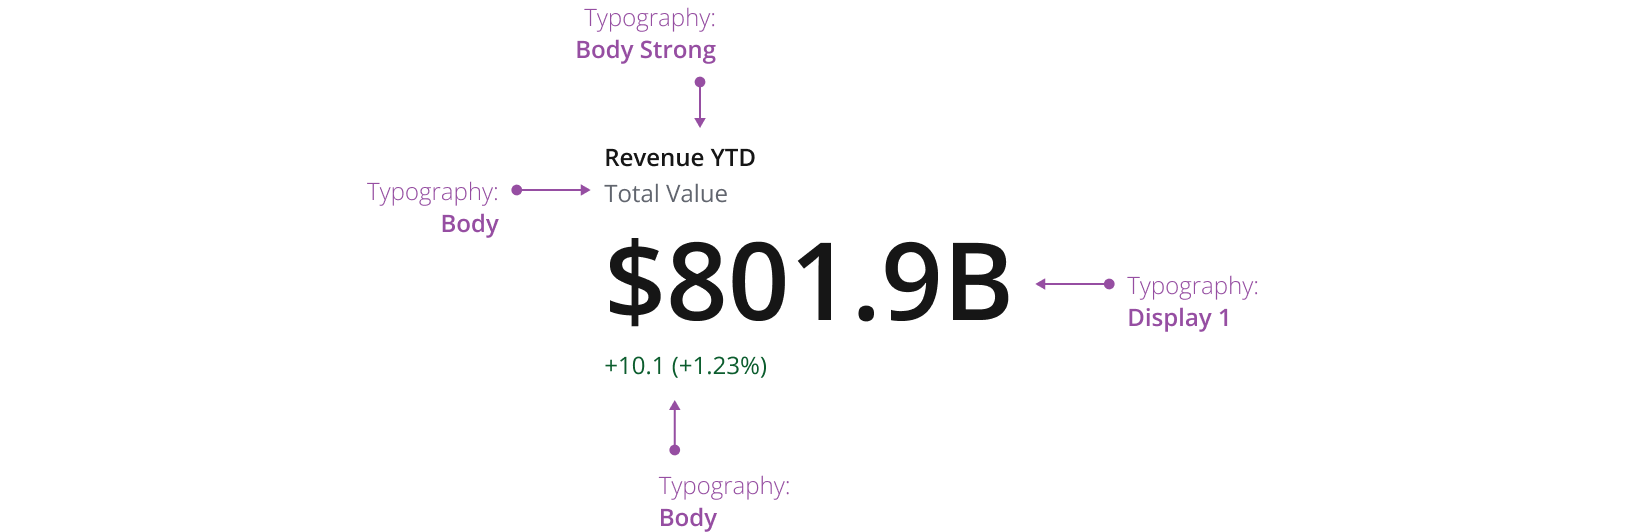 Typography:
Body Strong
Revenue YTD
Typography:
Body
Total Value
$801.9B
Typography:
Display 1
+10.1 (+1.23%)
Typography:
Body